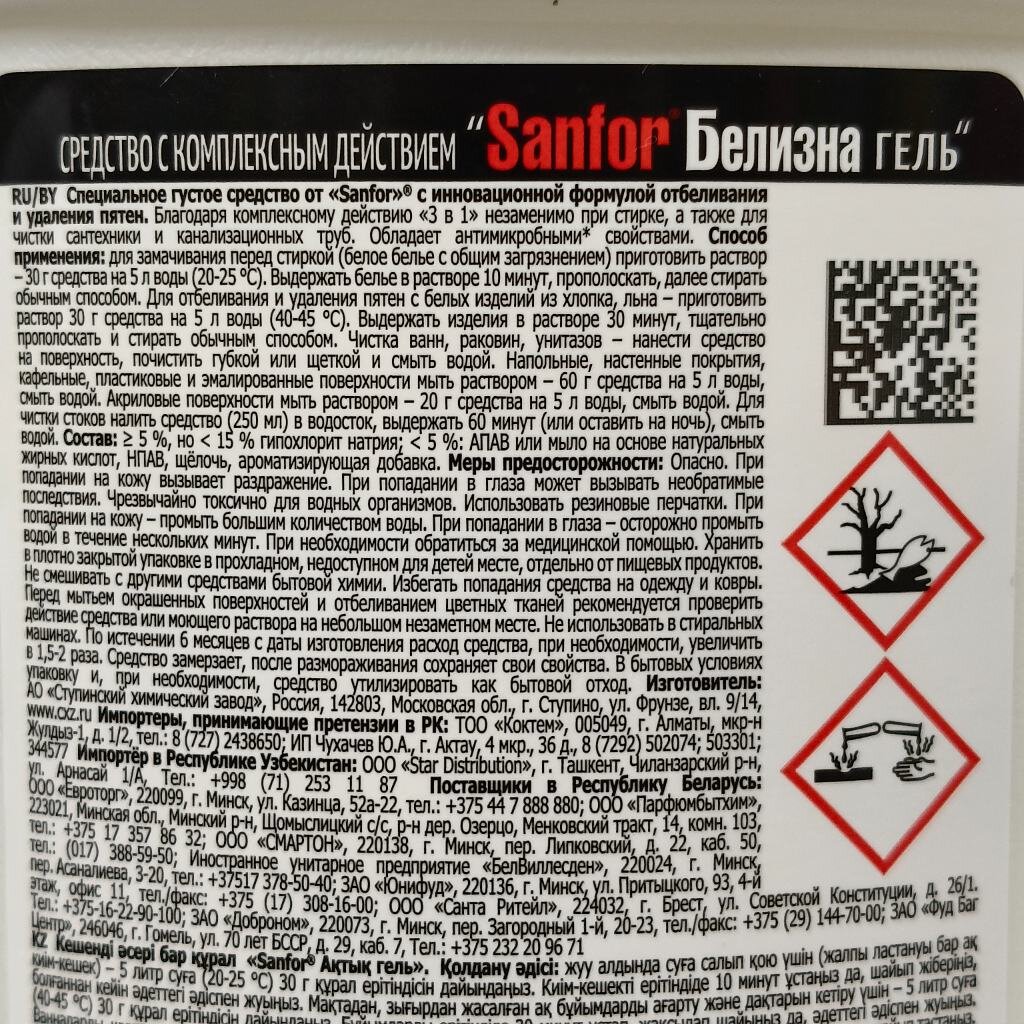 СРЕДСТВО С КОМПЛЕКСНЫМ ДЕЙСТВИЕМ "Sanfor® Белизна ГЕЛЬ"
RU/BY Специальное густое средство от «Sanfor»® с инновационной формулой отбеливания
и удаления пятен. Благодаря комплексному действию «3 в 1» незаменимо при стирке, а также для
чистки сантехники и канализационных труб. Обладает антимикробными* свойствами. Способ
применения: для замачивания перед стиркой (белое белье с общим загрязнением) приготовить раствор
– 30 г средства на 5 л воды (20-25 °С). Выдержать белье в растворе 10 минут, прополоскать, далее стирать
обычным способом. Для отбеливания и удаления пятен с белых изделий из хлопка, льна – приготовить
раствор 30 г средства на 5 л воды (40-45 °С). Выдержать изделия в растворе 30 минут, тщательно
прополоскать и стирать обычным способом. Чистка ванн, раковин, унитазов – нанести средство
на поверхность, почистить губкой или щеткой и смыть водой. Напольные, настенные покрытия,
кафельные, пластиковые и эмалированные поверхности мыть раствором – 60 г средства на 5 л воды,
смыть водой. Акриловые поверхности мыть раствором – 20 г средства на 5 л воды, смыть водой. Для
чистки стоков налить средство (250 мл) в водосток, выдержать 60 минут (или оставить на ночь), смыть
водой. Состав: ≥ 5 %, но < 15 % гипохлорит натрия; < 5 %: АПАВ или мыло на основе натуральных
жирных кислот, НПАВ, щёлочь, ароматизирующая добавка. Меры предосторожности: Опасно. При
попадании на кожу вызывает раздражение. При попадании в глаза может вызывать необратимые
последствия. Чрезвычайно токсично для водных организмов. Использовать резиновые перчатки. При
попадании на кожу – промыть большим количеством воды. При попадании в глаза – осторожно промыть
водой в течение нескольких минут. При необходимости обратиться за медицинской помощью. Хранить
в плотно закрытой упаковке в прохладном, недоступном для детей месте, отдельно от пищевых продуктов.
Не смешивать с другими средствами бытовой химии. Избегать попадания средства на одежду и ковры.
Перед мытьем окрашенных поверхностей и отбеливанием цветных тканей рекомендуется проверить
действие средства или моющего раствора на небольшом незаметном месте. Не использовать в стиральных
машинах. По истечении 6 месяцев с даты изготовления расход средства, при необходимости, увеличить
в 1,5-2 раза. Средство замерзает, после размораживания сохраняет свои свойства. В бытовых условиях
упаковку и, при необходимости, средство утилизировать как бытовой отход. Изготовитель:
АО «Ступинский химический завод», Россия, 142803, Московская обл., г. Ступино, ул. Фрунзе, вл. 9/14,
www.cxz.ru Импортеры, принимающие претензии в РК: ТОО «Коктем», 005049, г. Алматы, мкр-н
Жулдыз-1, д. 1/2, тел.: 8 (727) 2438650; ИП Чухачев Ю.А., г. Актау, 4 мкр., 36 д., 8 (7292) 502074; 503301;
344577 Импортёр в Республике Узбекистан: ООО «Star Distribution», г. Ташкент, Чиланзарский р-н,
ул. Арнасай 1/А, Тел.: +998 (71) 253 11 87 Поставщики в Республику Беларусь:
ООО «Евроторг», 220099, г. Минск, ул. Казинца, 52а-22, тел.: +375 44 7 888 880; ООО «Парфюмбытхим»,
223021, Минская обл., Минский р-н, Щомыслицкий с/с, р-н дер. Озерцо, Менковский тракт, 14, комн. 103,
тел.: +375 17 357 86 32; ООО «СМАРТОН», 220138, г. Минск, пер. Липковский, д. 22, каб. 50,
тел.: (017) 388-59-50; Иностранное унитарное предприятие «БелВиллесден», 220024, г. Минск,
пер. Асаналиева, 3-20, тел.: +37517 378-50-40; ЗАО «Юнифуд», 220136, г. Минск, ул. Притыцкого, 93, 4-й
этаж, офис 11, тел./факс: +375 (17) 308-16-00; ООО «Санта Ритейл», 224032, г. Брест, ул. Советской Конституции, д. 26/1.
Тел.: +375-16-22-90-100; ЗАО «Доброном», 220073, г. Минск, пер. Загородный 1-й, 20-23, тел./факс: +375 (29) 144-70-00; ЗАО «Фуд Баг
Центр», 246046, г. Гомель, ул. 70 лет БССР, д. 29, каб. 7, Тел.: +375 232 20 96 71
KZ Кешенді әсері бар құрал «Sanfor® Ақтық гель». Қолдану әдісі: жуу алдында суға салып қою үшін (жалпы ластануы бар ақ
киім-кешек) – 5 литр суға (20-25 °С) 30 г құрал ерітіндісін дайындаңыз. Киім-кешекті ерітіндіде 10 минут ұстаңыз да, шайып жіберіңіз,
болғаннан кейін әдеттегі әдіспен жуыңыз. Мақтадан, зығырдан жасалған ақ бұйымдарды ағарту және дақтарын кетіру үшін – 5 литр суға
(40-45 °С) 30 г құрал ерітіндісін дайындаңыз. Бұйымдарды ерітіндіде 30 минут ұстап, жақсылап шайыңыз да, әдеттегі әдіспен жуыңыз.